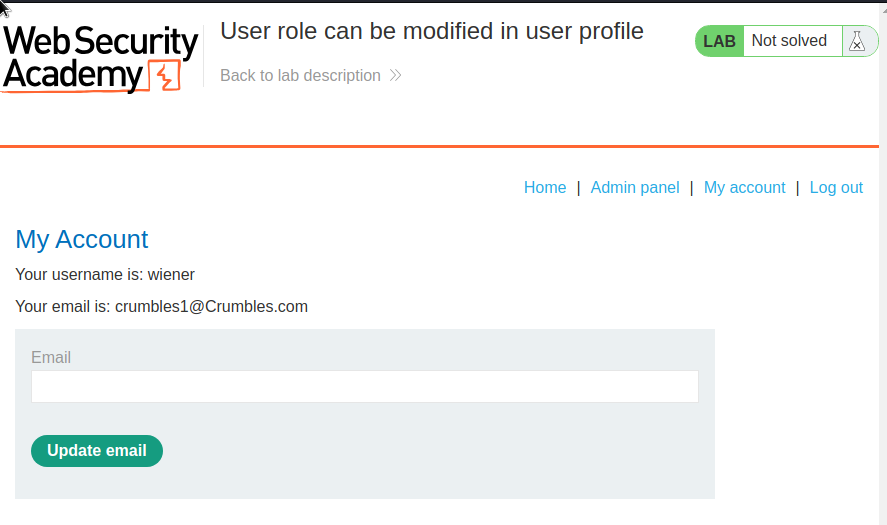 Web Security
Academy
User role can be modified in user profile
Back to lab description
LAB Not solved
Home | Admin panel | My account | Log out
My Account
Your username is: wiener
Your email is: crumbles1@Crumbles.com
Email
Update email